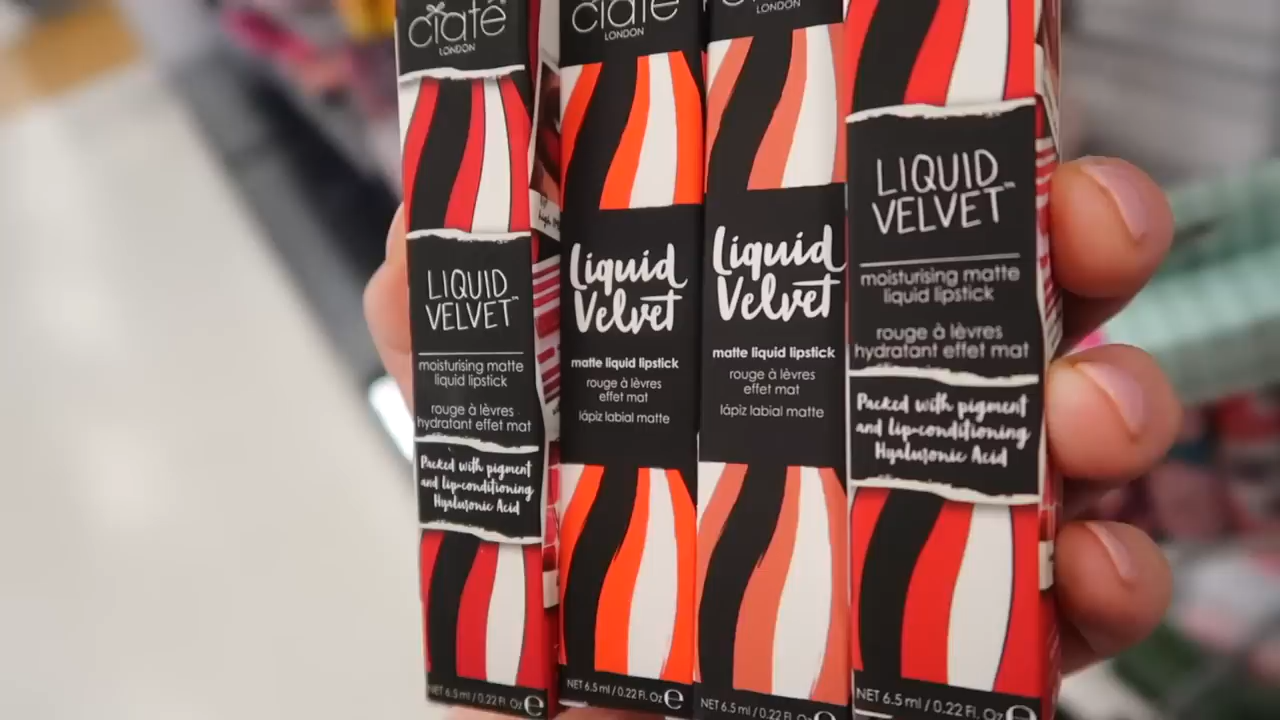 ciaté
LONDON
LIQUID
VELVET™
moisturising matte
liquid lipstick
rouge à lèvres
hydratant effet mat
Packed with pigment
and lip-conditioning
Hyaluronic Acid
NET 6.5 ml / 0.22 Fl. Oz ℮
ciaté
LONDON
Liquid
Velvet
matte liquid lipstick
rouge à lèvres
effet mat
lápiz labial matte
NET 6.5 ml / 0.22 Fl. Oz ℮
LONDON
Liquid
Velvet
matte liquid lipstick
rouge à lèvres
effet mat
lápiz labial matte
NET 6.5 ml / 0.22 Fl. Oz ℮
LIQUID
VELVET™
moisturising matte
liquid lipstick
rouge à lèvres
hydratant effet mat
Packed with pigment
and lip-conditioning
Hyaluronic Acid
NET 6.5 ml / 0.22 Fl. Oz ℮